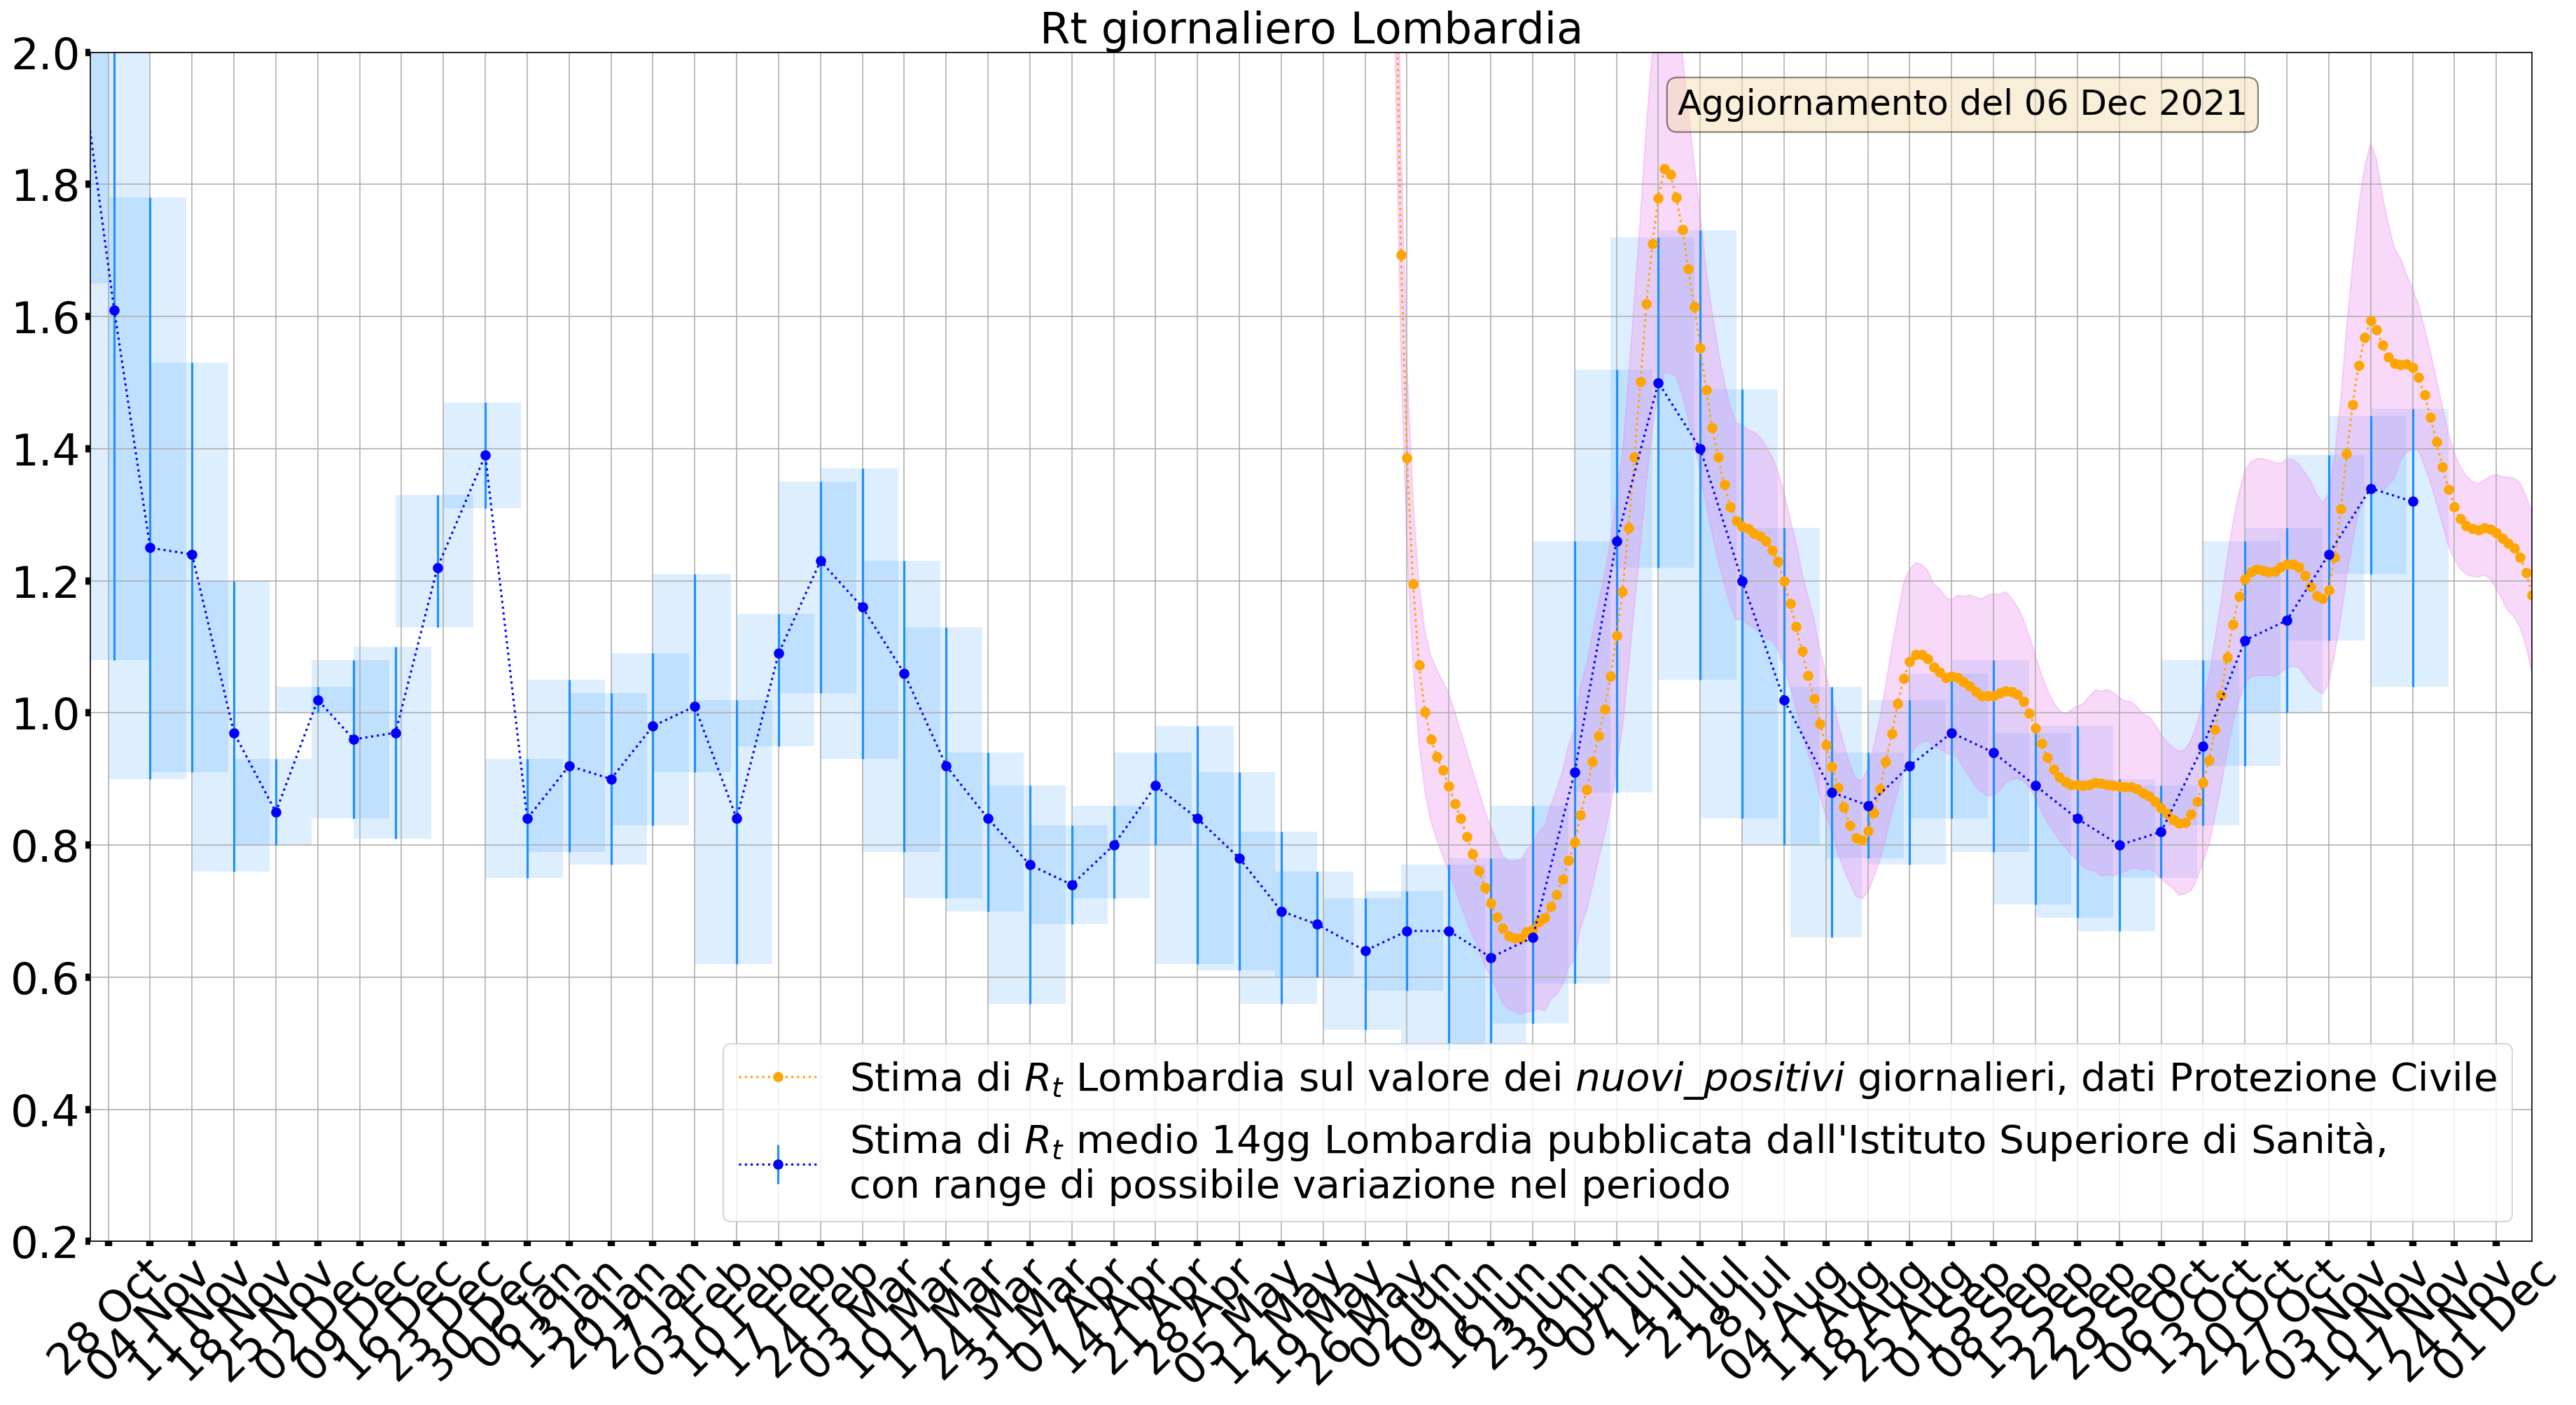 Rt giornaliero Lombardia
Aggiornamento del 06 Dec 2021
2.0
1.8
1.6
1.4
1.2
1.0
0.8
0.6
0.4
0.2
Stima di Rt Lombardia sul valore dei nuovi_positivi giornalieri, dati Protezione Civile
Stima di Rt medio 14gg Lombardia pubblicata dall'Istituto Superiore di Sanità,
con range di possibile variazione nel periodo
28 Oct
04 Nov
11 Nov
18 Nov
25 Nov
02 Dec
09 Dec
16 Dec
23 Dec
30 Dec
06 Jan
13 Jan
20 Jan
27 Jan
03 Feb
10 Feb
17 Feb
24 Feb
03 Mar
10 Mar
17 Mar
24 Mar
31 Mar
07 Apr
14 Apr
21 Apr
28 Apr
05 May
12 May
19 May
26 May
02 Jun
09 Jun
16 Jun
23 Jun
30 Jun
07 Jul
14 Jul
21 Jul
28 Jul
04 Aug
11 Aug
18 Aug
25 Aug
01 Sep
08 Sep
15 Sep
22 Sep
29 Sep
06 Oct
13 Oct
20 Oct
27 Oct
03 Nov
10 Nov
17 Nov
24 Nov
01 Dec